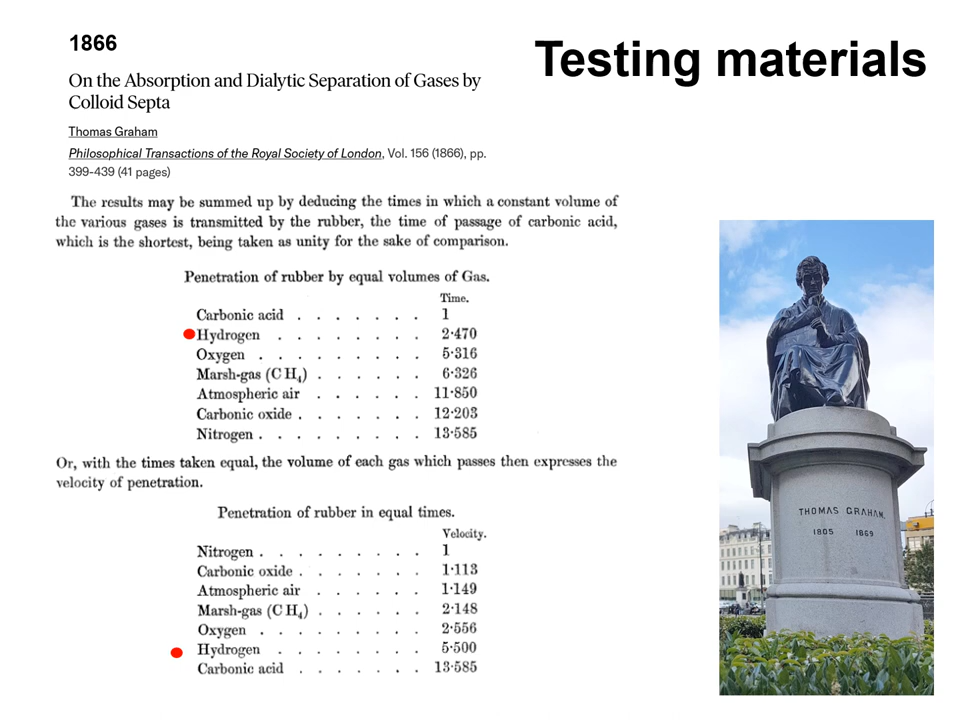 1866
Testing materials
On the Absorption and Dialytic Separation of Gases by
Colloid Septa
Thomas Graham
Philosophical Transactions of the Royal Society of London, Vol. 156 (1866), pp.
399-439 (41 pages)
The results may be summed up by deducing the times in which a constant volume of
the various gases is transmitted by the rubber, the time of passage of carbonic acid,
which is the shortest, being taken as unity for the sake of comparison.
Penetration of rubber by equal volumes of Gas.
Time.
Carbonic acid . . . . . . . 1
Hydrogen . . . . . . . . 2·470
Oxygen . . . . . . . . . 5·316
Marsh-gas (C H4) . . . . . . 6·326
Atmospheric air . . . . . . 11·850
Carbonic oxide . . . . . . . 12·203
Nitrogen . . . . . . . . . 13·585
Or, with the times taken equal, the volume of each gas which passes then expresses the
velocity of penetration.
Penetration of rubber in equal times.
Velocity.
Nitrogen . . . . . . . . . 1
Carbonic oxide . . . . . . . 1·113
Atmospheric air . . . . . . 1·149
Marsh-gas (C H4) . . . . . . 2·148
Oxygen . . . . . . . . . 2·556
Hydrogen . . . . . . . . 5·500
Carbonic acid . . . . . . . 13·585
THOMAS GRAHAM.
1805 1869